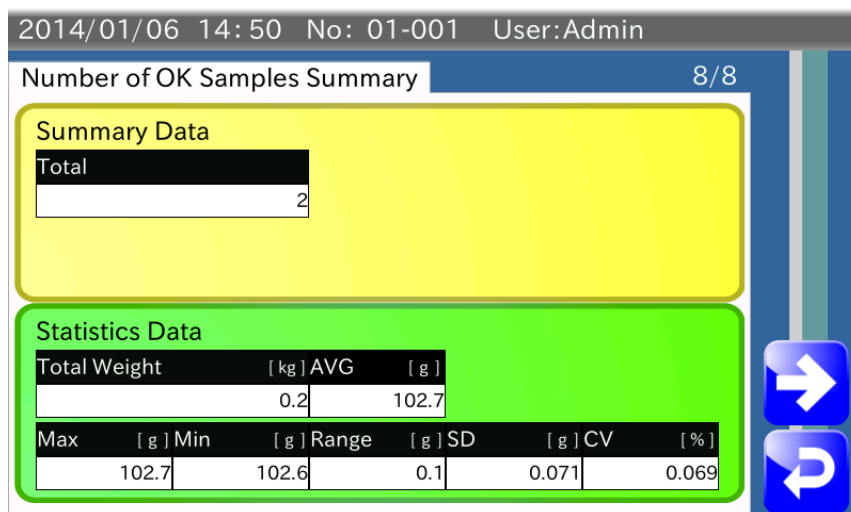 2014/01/06 14:50 No: 01-001 User:Admin
Number of OK Samples Summary 8/8
Summary Data
Total
2
Statistics Data
Total Weight [kg] AVG [g]
0.2 102.7
Max [g] Min [g] Range [g] SD [g] CV [%]
102.7 102.6 0.1 0.071 0.069